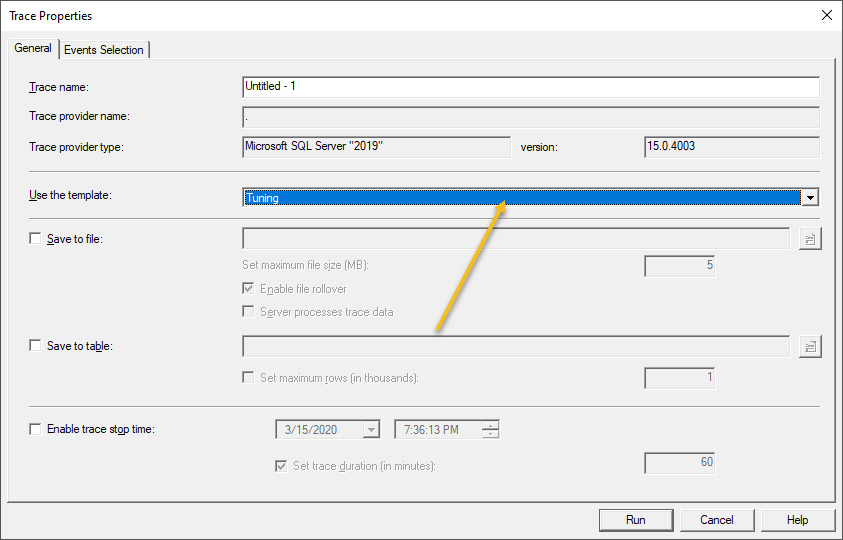 Trace Properties
General
Events Selection
Trace name: Untitled - 1
Trace provider name: .
Trace provider type: Microsoft SQL Server "2019" version: 15.0.4003
Use the template: Tuning
Save to file:
Set maximum file size (MB): 5
Enable file rollover
Server processes trace data
Save to table:
Set maximum rows (in thousands): 1
Enable trace stop time: 3/15/2020 7:36:13 PM
Set trace duration (in minutes): 60
Run Cancel Help